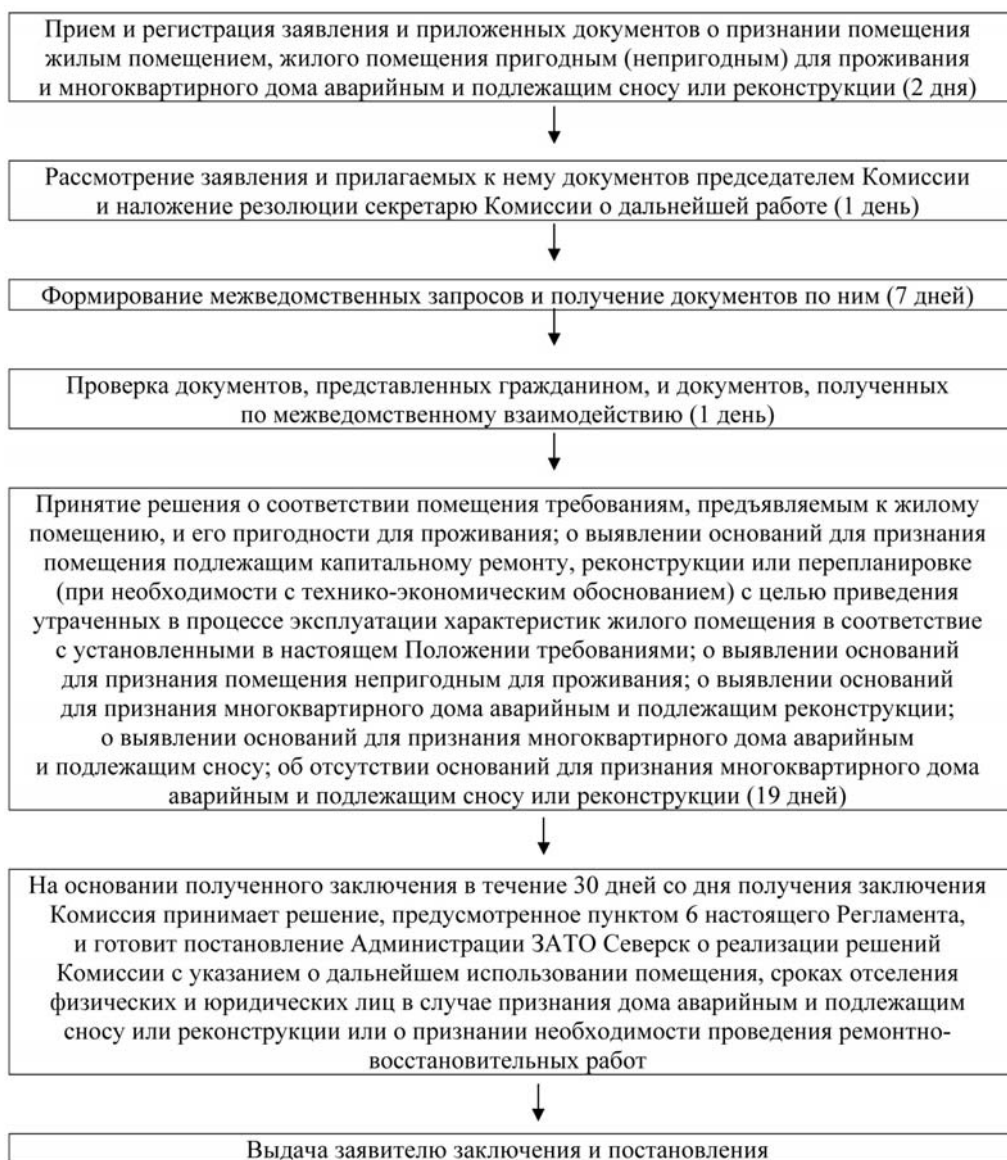 Прием и регистрация заявления и приложенных документов о признании помещения
жилым помещением, жилого помещения пригодным (непригодным) для проживания
и многоквартирного дома аварийным и подлежащим сносу или реконструкции (2 дня)
Рассмотрение заявления и прилагаемых к нему документов председателем Комиссии
и наложение резолюции секретарю Комиссии о дальнейшей работе (1 день)
Формирование межведомственных запросов и получение документов по ним (7 дней)
Проверка документов, представленных гражданином, и документов, полученных
по межведомственному взаимодействию (1 день)
Принятие решения о соответствии помещения требованиям, предъявляемым к жилому
помещению, и его пригодности для проживания; о выявлении оснований для признания
помещения подлежащим капитальному ремонту, реконструкции или перепланировке
(при необходимости с технико-экономическим обоснованием) с целью приведения
утраченных в процессе эксплуатации характеристик жилого помещения в соответствие
с установленными в настоящем Положении требованиями; о выявлении оснований
для признания помещения непригодным для проживания; о выявлении оснований
для признания многоквартирного дома аварийным и подлежащим реконструкции;
о выявлении оснований для признания многоквартирного дома аварийным
и подлежащим сносу; об отсутствии оснований для признания многоквартирного дома
аварийным и подлежащим сносу или реконструкции (19 дней)
На основании полученного заключения в течение 30 дней со дня получения заключения
Комиссия принимает решение, предусмотренное пунктом 6 настоящего Регламента,
и готовит постановление Администрации ЗАТО Северск о реализации решений
Комиссии с указанием о дальнейшем использовании помещения, сроках отселения
физических и юридических лиц в случае признания дома аварийным и подлежащим
сносу или реконструкции или о признании необходимости проведения ремонтно-
восстановительных работ
Выдача заявителю заключения и постановления